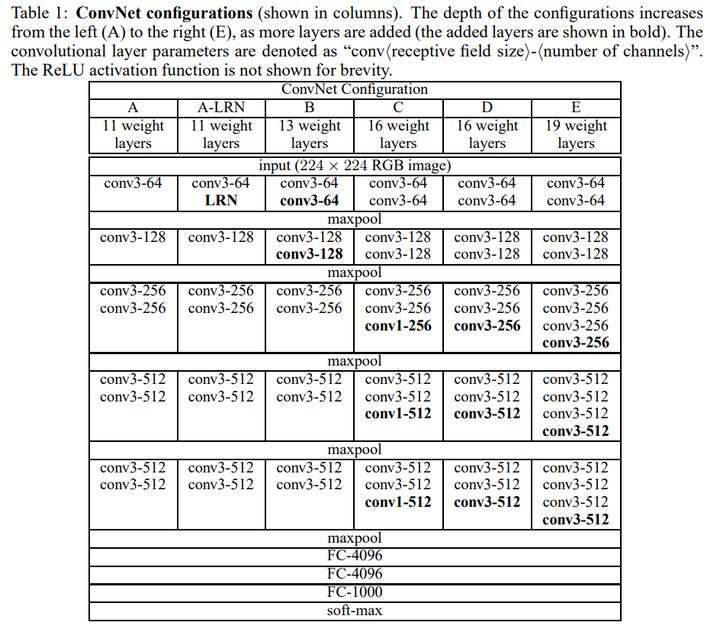 Table 1: ConvNet configurations (shown in columns). The depth of the configurations increases
from the left (A) to the right (E), as more layers are added (the added layers are shown in bold). The
convolutional layer parameters are denoted as “conv⟨receptive field size⟩-⟨number of channels⟩”.
The ReLU activation function is not shown for brevity.
ConvNet Configuration
A A-LRN B C D E
11 weight 11 weight 13 weight 16 weight 16 weight 19 weight
layers layers layers layers layers layers
input (224 × 224 RGB image)
conv3-64 conv3-64 conv3-64 conv3-64 conv3-64 conv3-64
LRN conv3-64 conv3-64 conv3-64 conv3-64
maxpool
conv3-128 conv3-128 conv3-128 conv3-128 conv3-128 conv3-128
conv3-128 conv3-128 conv3-128 conv3-128
maxpool
conv3-256 conv3-256 conv3-256 conv3-256 conv3-256 conv3-256
conv3-256 conv3-256 conv3-256 conv3-256 conv3-256 conv3-256
conv1-256 conv3-256 conv3-256
conv3-256
maxpool
conv3-512 conv3-512 conv3-512 conv3-512 conv3-512 conv3-512
conv3-512 conv3-512 conv3-512 conv3-512 conv3-512 conv3-512
conv1-512 conv3-512 conv3-512
conv3-512
maxpool
conv3-512 conv3-512 conv3-512 conv3-512 conv3-512 conv3-512
conv3-512 conv3-512 conv3-512 conv3-512 conv3-512 conv3-512
conv1-512 conv3-512 conv3-512
conv3-512
maxpool
FC-4096
FC-4096
FC-1000
soft-max